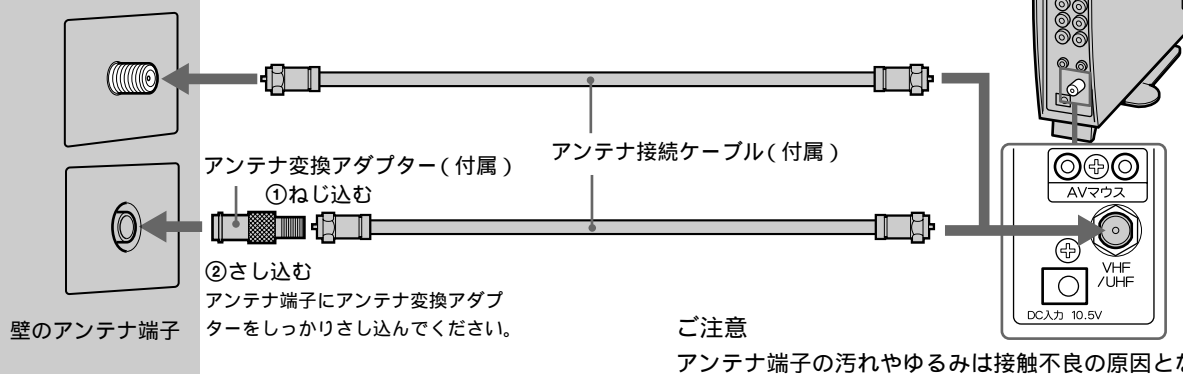 アンテナ変換アダプター(付属)
①ねじ込む
アンテナ接続ケーブル(付属)
②さし込む
アンテナ端子にアンテナ変換アダプ
ターをしっかりさし込んでください。
壁のアンテナ端子
AVマウス
VHF
/UHF
DC入力 10.5V
ご注意
アンテナ端子の汚れやゆるみは接触不良の原因とな